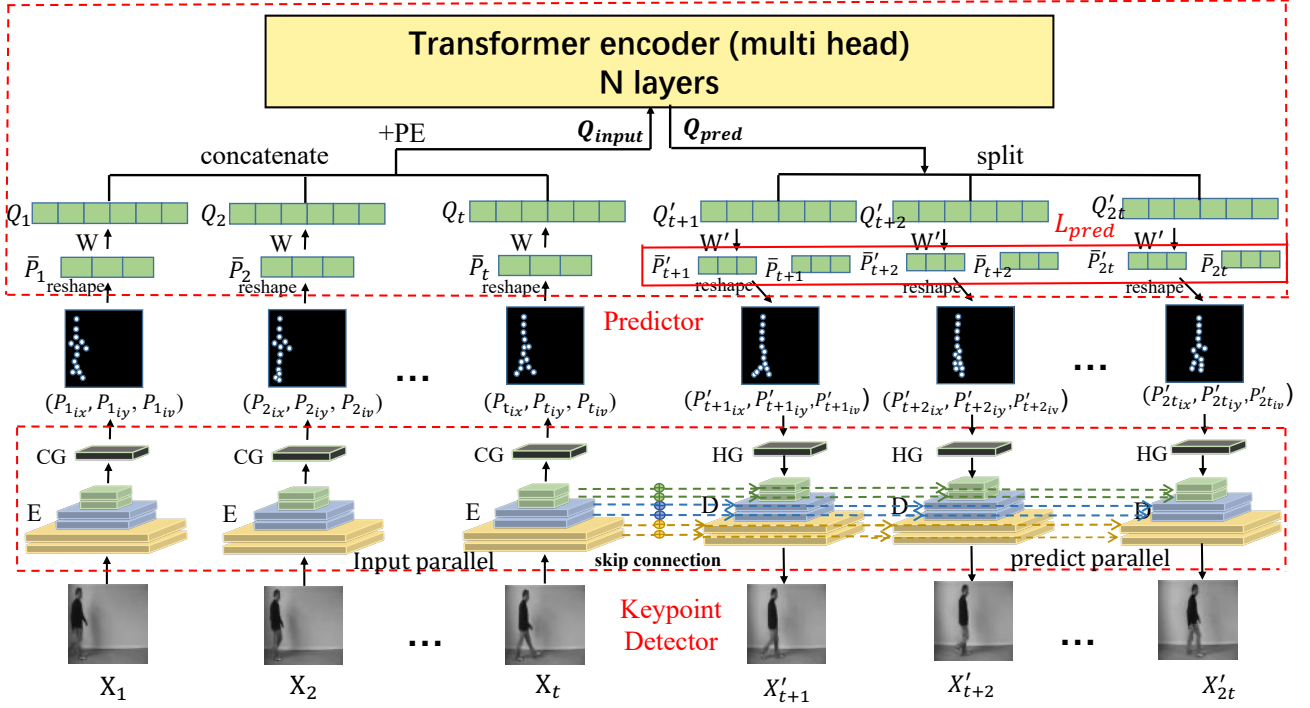 Transformer encoder (multi head)
N layers
+PE
Q_input
Q_pred
concatenate
split
Q_1
Q_2
Q_t
Q'_{t+1}
Q'_{t+2}
Q'_{2t}
L_pred
W
W
W
W'
W'
W'
P̄_1
P̄_2
P̄_t
P̄'_{t+1}
P̄_{t+1}
P̄'_{t+2}
P̄_{t+2}
P̄'_{2t}
P̄_{2t}
reshape
reshape
reshape
reshape
reshape
reshape
Predictor
...
...
(P_{1_{ix}}, P_{1_{iy}}, P_{1_{iv}})
(P_{2_{ix}}, P_{2_{iy}}, P_{2_{iv}})
(P_{t_{ix}}, P_{t_{iy}}, P_{t_{iv}})
(P'_{t+1_{ix}}, P'_{t+1_{iy}}, P'_{t+1_{iv}})
(P'_{t+2_{ix}}, P'_{t+2_{iy}}, P'_{t+2_{iv}})
(P'_{2t_{ix}}, P'_{2t_{iy}}, P'_{2t_{iv}})
CG
CG
CG
HG
HG
HG
E
E
E
D
D
D
Input parallel
skip connection
predict parallel
Keypoint
Detector
...
...
X_1
X_2
X_t
X'_{t+1}
X'_{t+2}
X'_{2t}